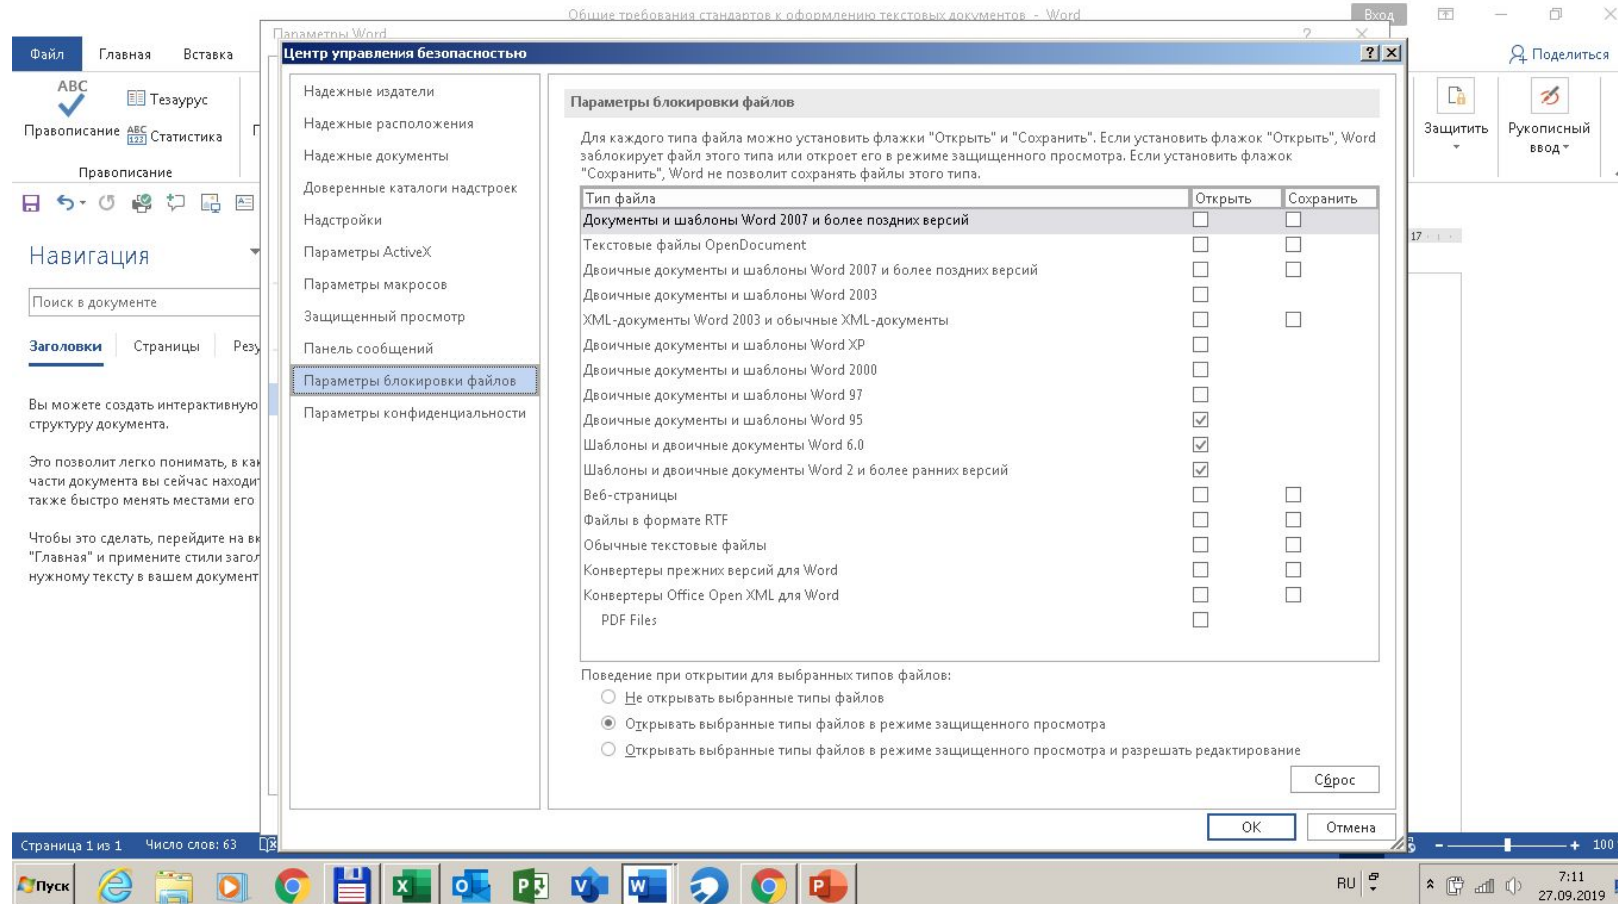 Общие требования стандартов к оформлению текстовых документов - Word
Вход
Параметры Word
Файл Главная Вставка
Поделиться
Центр управления безопасностью
ABC
Тезаурус
Правописание
ABC 123 Статистика
Правописание
Защитить
Рукописный ввод
Навигация
Поиск в документе
Заголовки Страницы Резу
Вы можете создать интерактивную
структуру документа.
Это позволит легко понимать, в как
части документа вы сейчас находи
также быстро менять местами его
Чтобы это сделать, перейдите на вк
"Главная" и примените стили загол
нужному тексту в вашем документ
Надежные издатели
Надежные расположения
Надежные документы
Доверенные каталоги надстроек
Надстройки
Параметры ActiveX
Параметры макросов
Защищенный просмотр
Панель сообщений
Параметры блокировки файлов
Параметры конфиденциальности
Параметры блокировки файлов
Для каждого типа файла можно установить флажки "Открыть" и "Сохранить". Если установить флажок "Открыть", Word
заблокирует файл этого типа или откроет его в режиме защищенного просмотра. Если установить флажок
"Сохранить", Word не позволит сохранять файлы этого типа.
Тип файла Открыть Сохранить
Документы и шаблоны Word 2007 и более поздних версий
Текстовые файлы OpenDocument
Двоичные документы и шаблоны Word 2007 и более поздних версий
Двоичные документы и шаблоны Word 2003
XML-документы Word 2003 и обычные XML-документы
Двоичные документы и шаблоны Word XP
Двоичные документы и шаблоны Word 2000
Двоичные документы и шаблоны Word 97
Двоичные документы и шаблоны Word 95
Шаблоны и двоичные документы Word 6.0
Шаблоны и двоичные документы Word 2 и более ранних версий
Веб-страницы
Файлы в формате RTF
Обычные текстовые файлы
Конвертеры прежних версий для Word
Конвертеры Office Open XML для Word
PDF Files
Поведение при открытии для выбранных типов файлов:
Не открывать выбранные типы файлов
Открывать выбранные типы файлов в режиме защищенного просмотра
Открывать выбранные типы файлов в режиме защищенного просмотра и разрешать редактирование
Сброс
ОК Отмена
17
Страница 1 из 1 Число слов: 63
100
Пуск
RU
7:11
27.09.2019